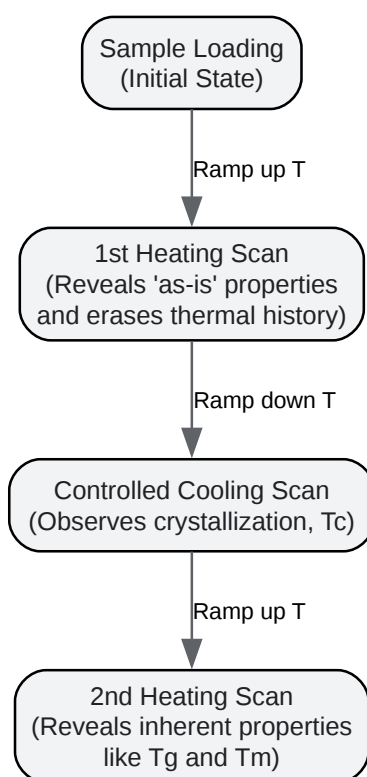 Sample Loading
(Initial State)
Ramp up T
1st Heating Scan
(Reveals 'as-is' properties
and erases thermal history)
Ramp down T
Controlled Cooling Scan
(Observes crystallization, Tc)
Ramp up T
2nd Heating Scan
(Reveals inherent properties
like Tg and Tm)